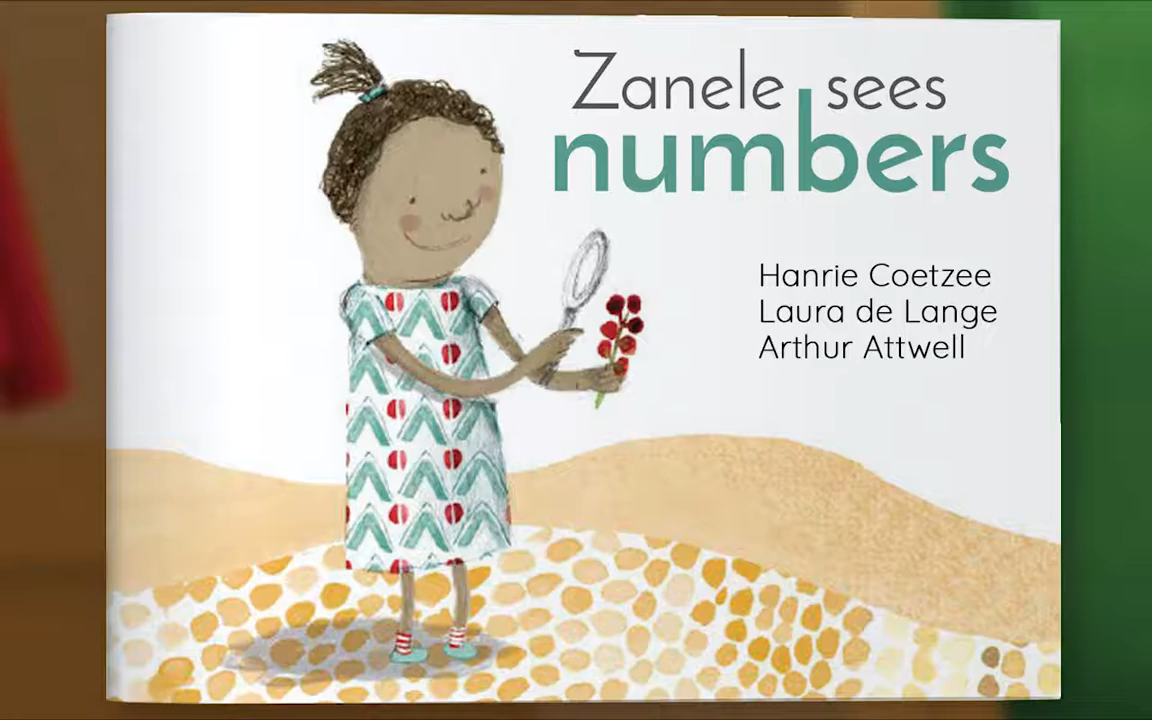 Zanele sees
numbers
Hanrie Coetzee
Laura de Lange
Arthur Attwell